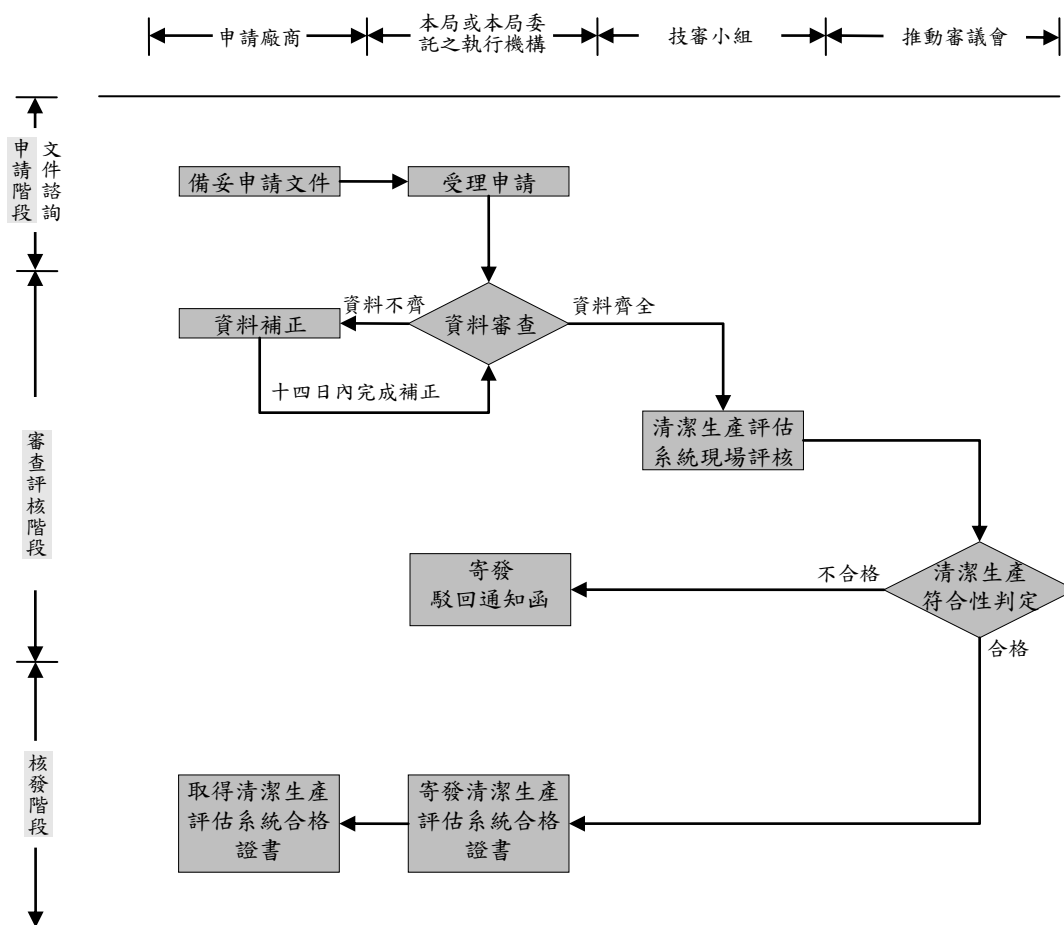 申請廠商
本局或本局委
託之執行機構
技審小組
推動審議會
申請階段
文件諮詢
備妥申請文件
受理申請
資料不齊
資料齊全
資料補正
資料審查
十四日內完成補正
清潔生產評估
系統現場評核
審查評核階段
寄發
駁回通知函
不合格
清潔生產
符合性判定
合格
核發階段
取得清潔生產
評估系統合格
證書
寄發清潔生產
評估系統合格
證書